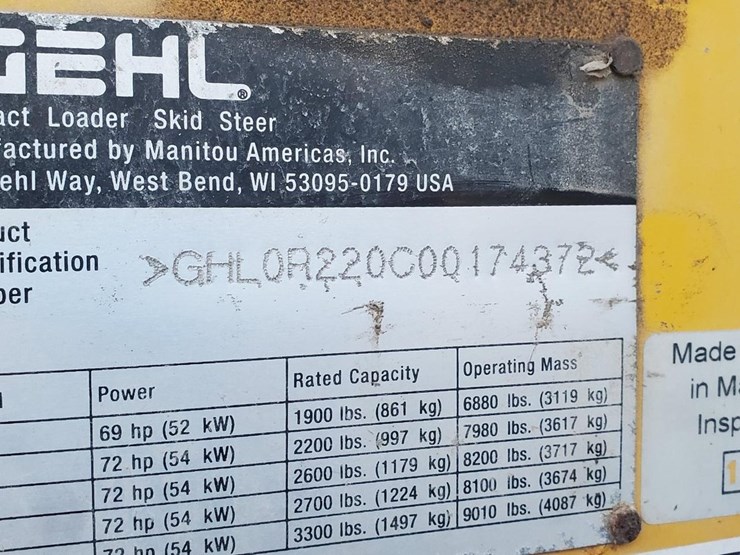 GEHL®
act Loader Skid Steer
factured by Manitou Americas, Inc.
ehl Way, West Bend, WI 53095-0179 USA
uct
ification
ber
>GHL0R220C00174372<
Power Rated Capacity Operating Mass
69 hp (52 kW) 1900 lbs. (861 kg) 6880 lbs. (3119 kg)
72 hp (54 kW) 2200 lbs. (997 kg) 7980 lbs. (3617 kg)
72 hp (54 kW) 2600 lbs. (1179 kg) 8200 lbs. (3717 kg)
72 hp (54 kW) 2700 lbs. (1224 kg) 8100 lbs. (3674 kg)
72 hp (54 kW) 3300 lbs. (1497 kg) 9010 lbs. (4087 kg)
Made
in Ma
Insp
1